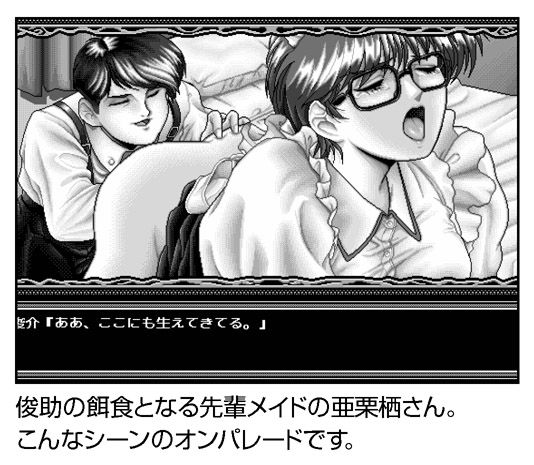 俊介『ああ、ここにも生えてきてる。』
俊助の餌食となる先輩メイドの亜栗栖さん。
こんなシーンのオンパレードです。